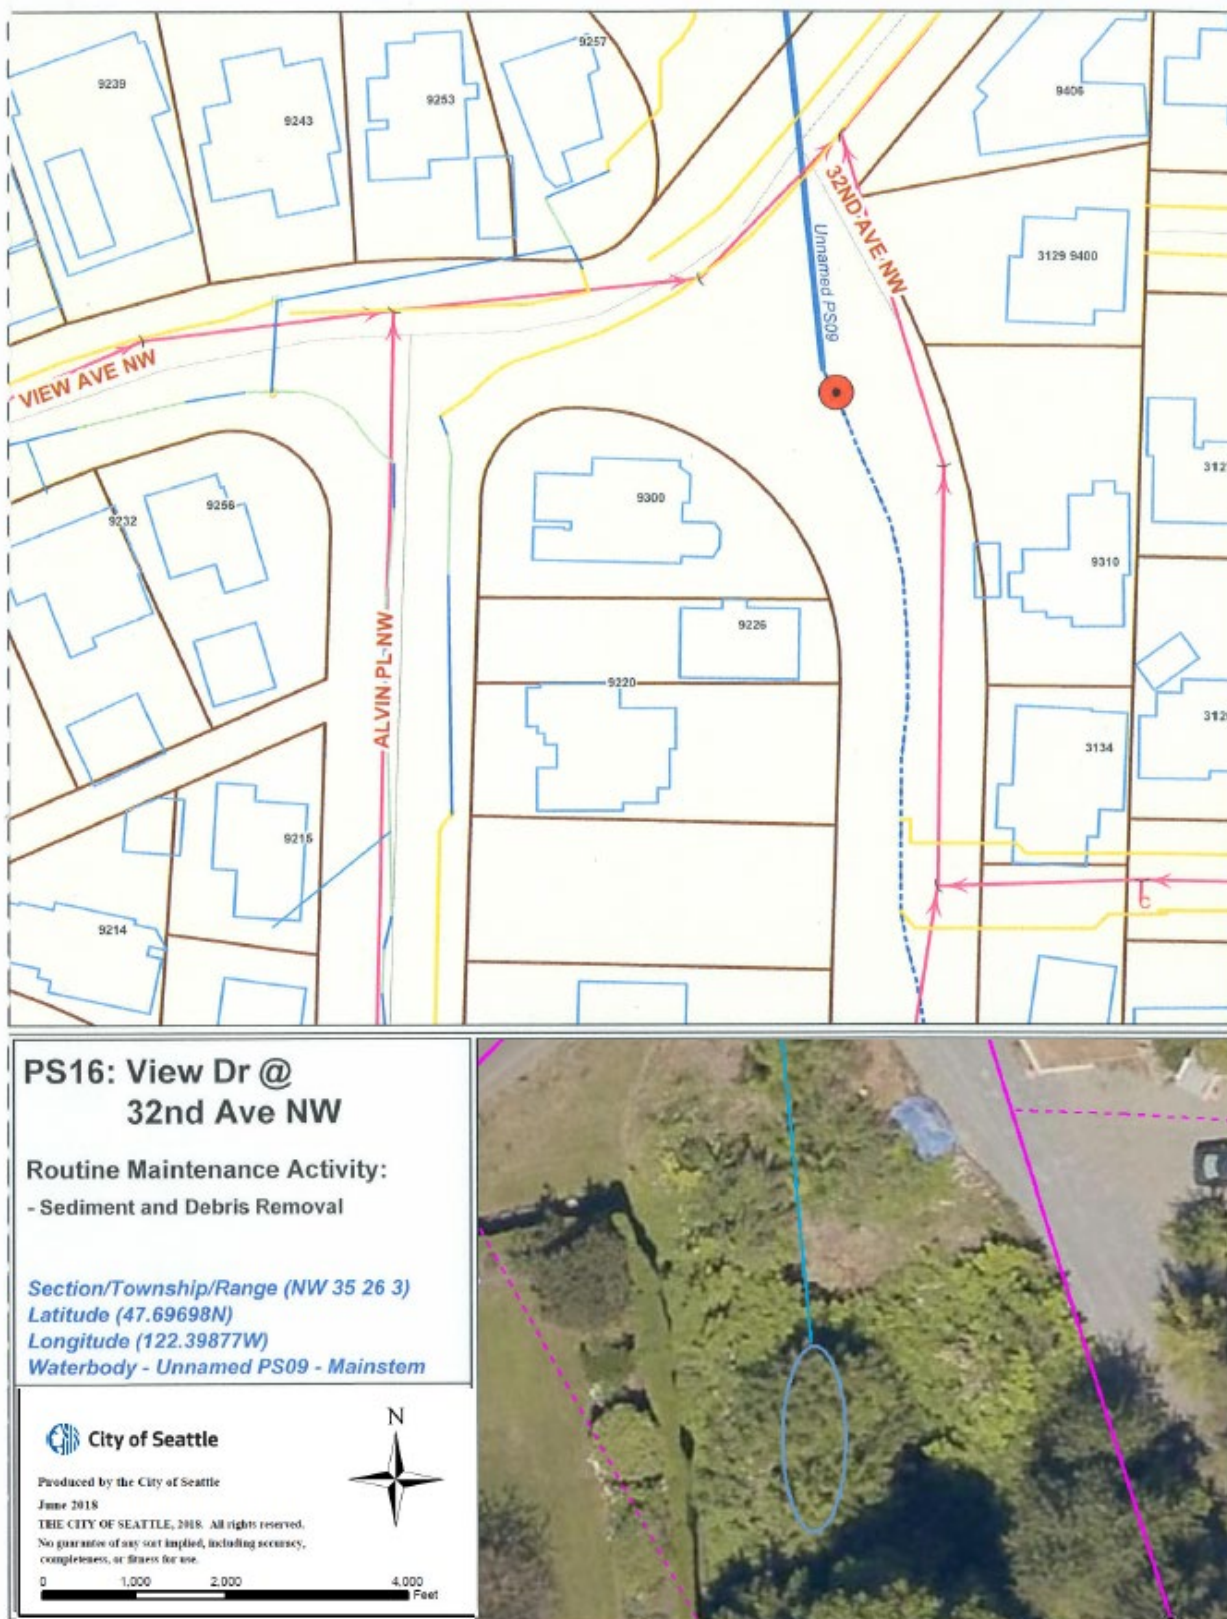 9239
9243
9253
9257
9406
3129 9400
32ND AVE NW
Unnamed PS09
VIEW AVE NW
9232
9256
9300
9310
9226
9220
ALVIN PL NW
3134
9215
9214
C
PS16: View Dr @
32nd Ave NW
Routine Maintenance Activity:
- Sediment and Debris Removal
Section/Township/Range (NW 35 26 3)
Latitude (47.69698N)
Longitude (122.39877W)
Waterbody - Unnamed PS09 - Mainstem
City of Seattle
N
Produced by the City of Seattle
June 2018
THE CITY OF SEATTLE, 2018. All rights reserved.
No guarantee of any sort implied, including accuracy,
completeness, or fitness for use.
0 1,000 2,000 4,000
Feet